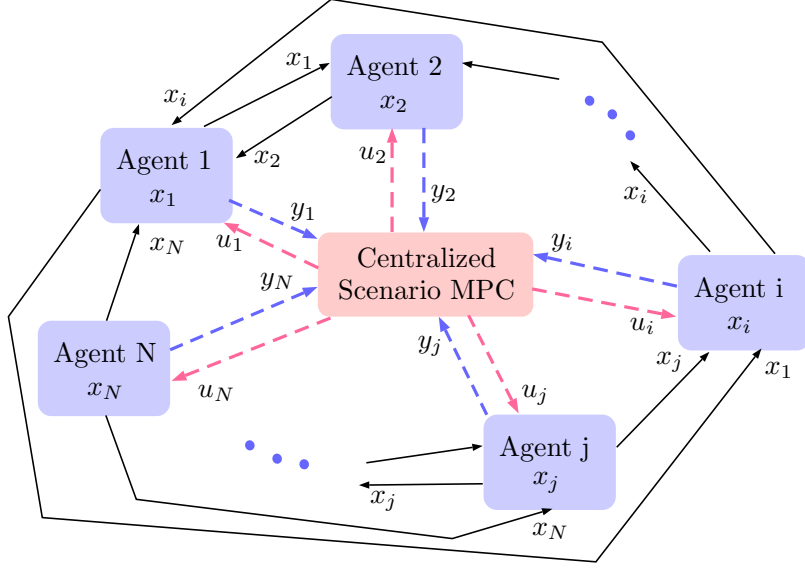 Agent 2
x_2
x_1
x_i
x_2
u_2
y_2
Agent 1
x_1
x_i
y_1
u_1
x_N
Centralized
Scenario MPC
y_i
u_i
Agent i
x_i
y_N
u_N
Agent N
x_N
y_j
u_j
x_j
x_1
Agent j
x_j
x_j
x_N